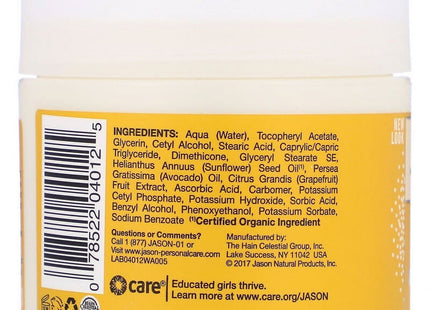 INGREDIENTS: Aqua (Water), Tocopheryl Acetate,
Glycerin, Cetyl Alcohol, Stearic Acid, Caprylic/Capric
Triglyceride, Dimethicone, Glyceryl Stearate SE,
Helianthus Annuus (Sunflower) Seed Oil(¹), Persea
Gratissima (Avocado) Oil, Citrus Grandis (Grapefruit)
Fruit Extract, Ascorbic Acid, Carbomer, Potassium
Cetyl Phosphate, Potassium Hydroxide, Sorbic Acid,
Benzyl Alcohol, Phenoxyethanol, Potassium Sorbate,
Sodium Benzoate (¹)Certified Organic Ingredient
Questions or Comments?
Call 1 (877) JASON-01 or
Visit www.jason-personalcare.com.
LAB04012WA005
Manufactured by:
The Hain Celestial Group, Inc.
Lake Success, NY 11042 USA
© 2017 Jason Natural Products, Inc.
care®
Educated girls thrive.
Learn more at www.care.org/JASON
0 78522 04012 5
NEW
LOOK